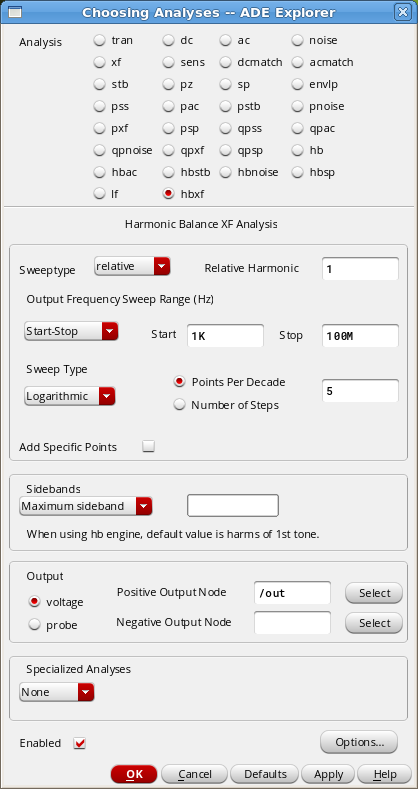 Choosing Analyses -- ADE Explorer
Analysis
tran dc ac noise
xf sens dcmatch acmatch
stb pz sp envlp
pss pac pstb pnoise
pxf psp qpss qpac
qpnoise qpxf qpsp hb
hbac hbstb hbnoise hbsp
lf hbxf
Harmonic Balance XF Analysis
Sweeptype relative Relative Harmonic 1
Output Frequency Sweep Range (Hz)
Start-Stop Start 1K Stop 100M
Sweep Type
Logarithmic Points Per Decade 5
Number of Steps
Add Specific Points
Sidebands
Maximum sideband
When using hb engine, default value is harms of 1st tone.
Output
voltage Positive Output Node /out Select
probe Negative Output Node Select
Specialized Analyses
None
Enabled Options...
OK Cancel Defaults Apply Help